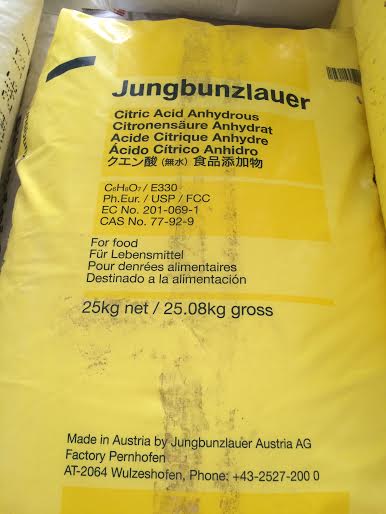 Jungbunzlauer
Citric Acid Anhydrous
Citronensäure Anhydrat
Acide Citrique Anhydre
Ácido Cítrico Anhidro
クエン酸 (無水) 食品添加物
C₆H₈O₇ / E330
Ph.Eur. / USP / FCC
EC No. 201-069-1
CAS No. 77-92-9
For food
Für Lebensmittel
Pour denrées alimentaires
Destinado a la alimentación
25kg net / 25.08kg gross
Made in Austria by Jungbunzlauer Austria AG
Factory Pernhofen
AT-2064 Wulzeshofen, Phone: +43-2527-200 0